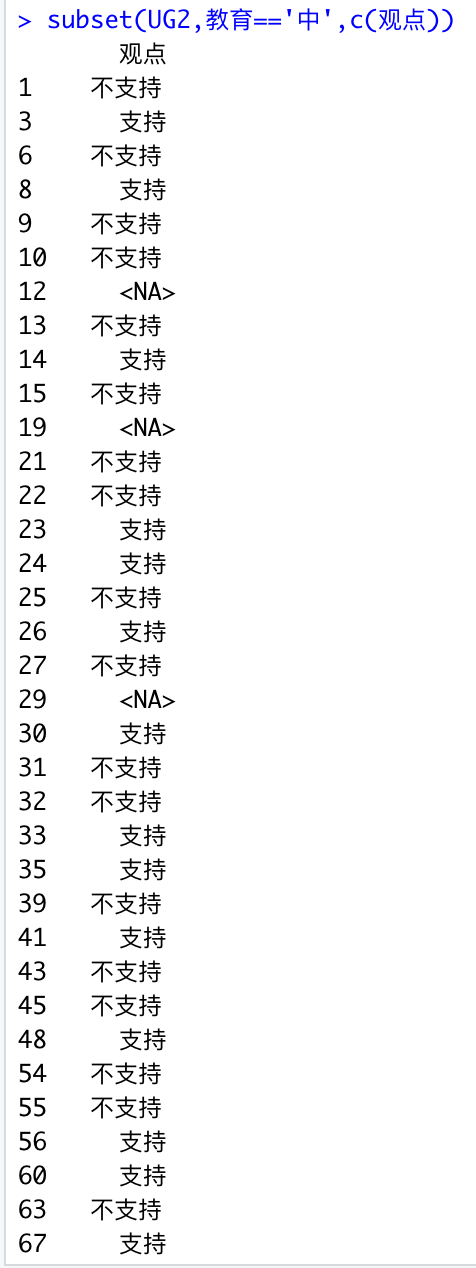 > subset(UG2,教育=='中',c(观点))
观点
1 不支持
3 支持
6 不支持
8 支持
9 不支持
10 不支持
12 <NA>
13 不支持
14 支持
15 不支持
19 <NA>
21 不支持
22 不支持
23 支持
24 支持
25 不支持
26 支持
27 不支持
29 <NA>
30 支持
31 不支持
32 不支持
33 支持
35 支持
39 不支持
41 支持
43 不支持
45 不支持
48 支持
54 不支持
55 不支持
56 支持
60 支持
63 不支持
67 支持